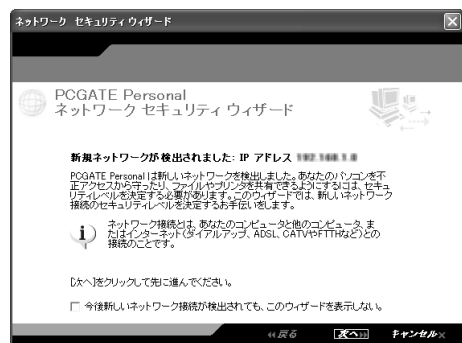 ネットワーク セキュリティ ウィザード
PCGATE Personal
ネットワーク セキュリティ ウィザード
新規ネットワークが検出されました: IP アドレス
PCGATE Personal は新しいネットワークを検出しました。あなたのパソコンを不
正アクセスから守ったり、ファイルやプリンタを共有できるようにするには、セキュ
リティレベルを決定する必要があります。このウィザードでは、新しいネットワーク
接続のセキュリティレベルを決定するお手伝いをします。
ネットワーク接続とは、あなたのコンピュータと他のコンピュータ、ま
たはインターネット(ダイアルアップ、ADSL、CATVやFTTHなど)との
接続のことです。
[次へ]をクリックして先に進んでください。
今後新しいネットワーク接続が検出されても、このウィザードを表示しない。
戻る 次へ キャンセル